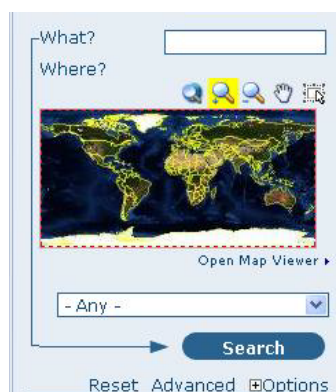 What?
Where?
Open Map Viewer
- Any -
Search
Reset Advanced Options